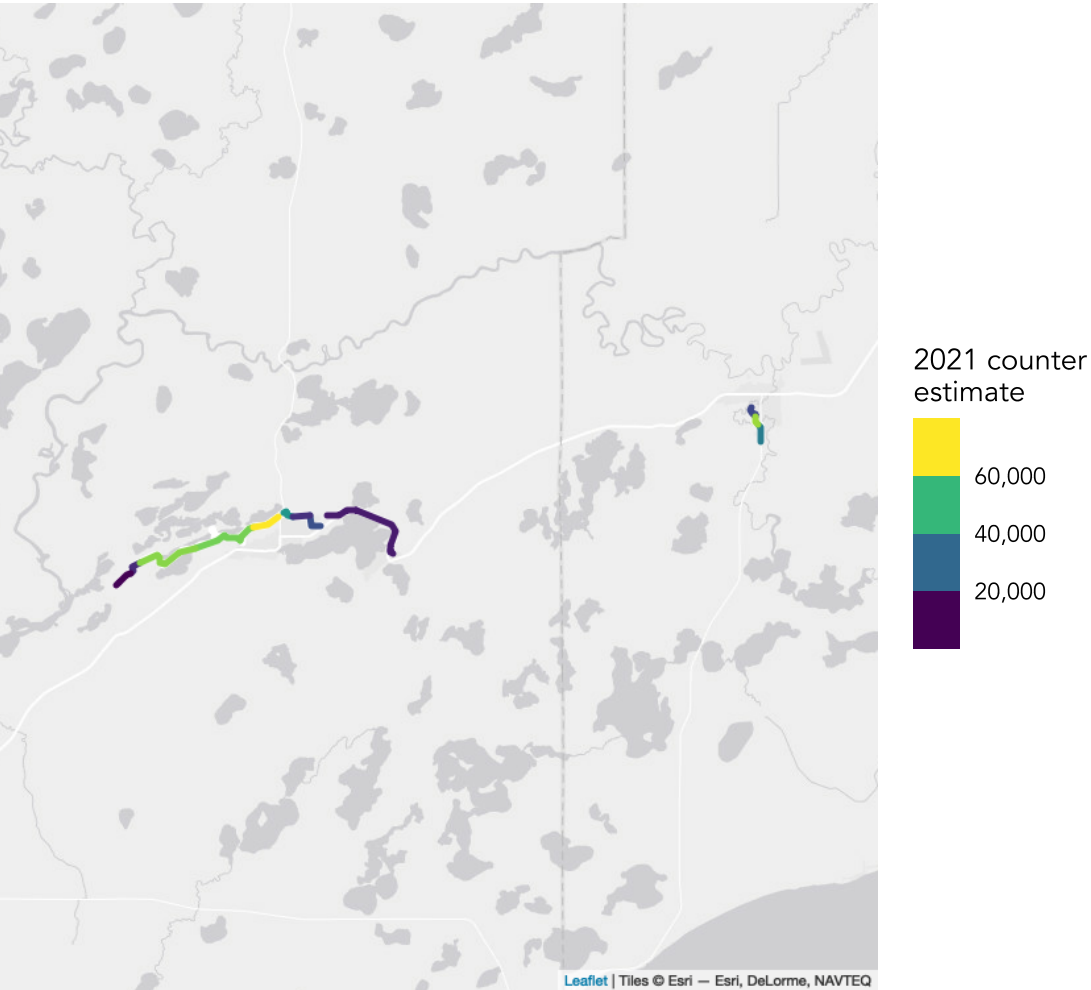 2021 counter
estimate
60,000
40,000
20,000
Leaflet | Tiles © Esri — Esri, DeLorme, NAVTEQ